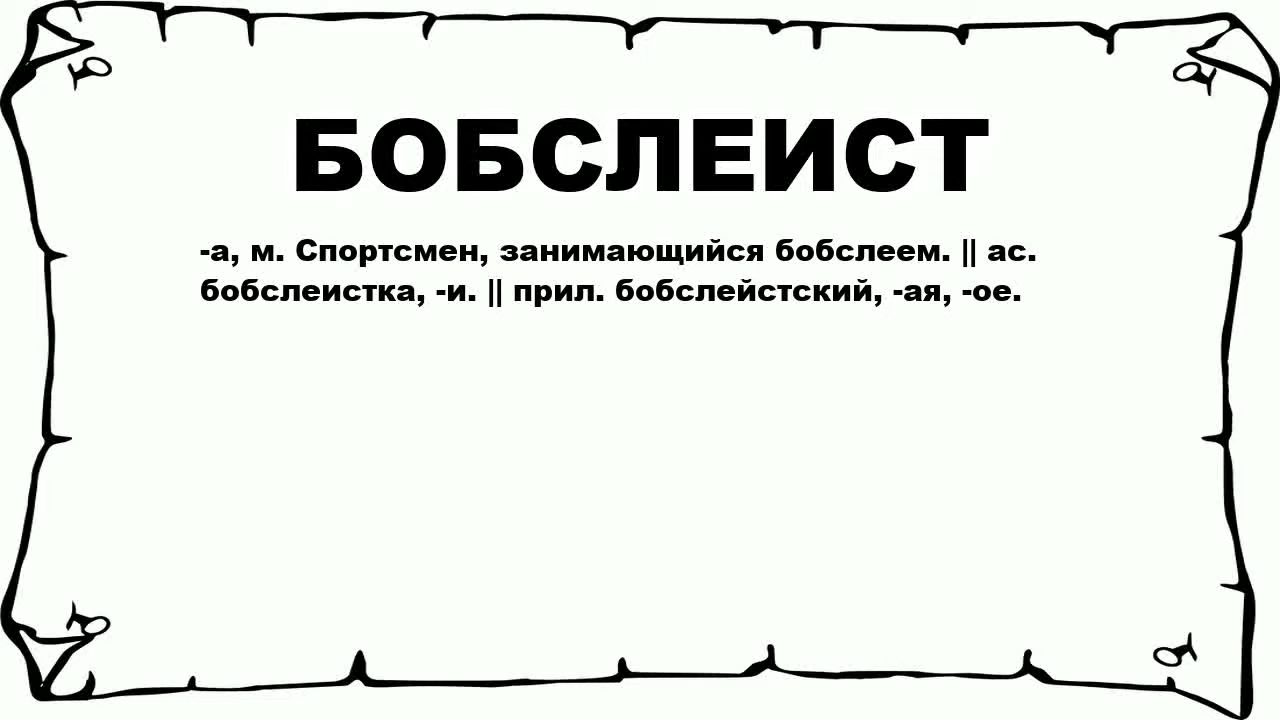 БОБСЛЕИСТ
-а, м. Спортсмен, занимающийся бобслеем. || ас.
бобслеистка, -и. || прил. бобслейстский, -ая, -ое.